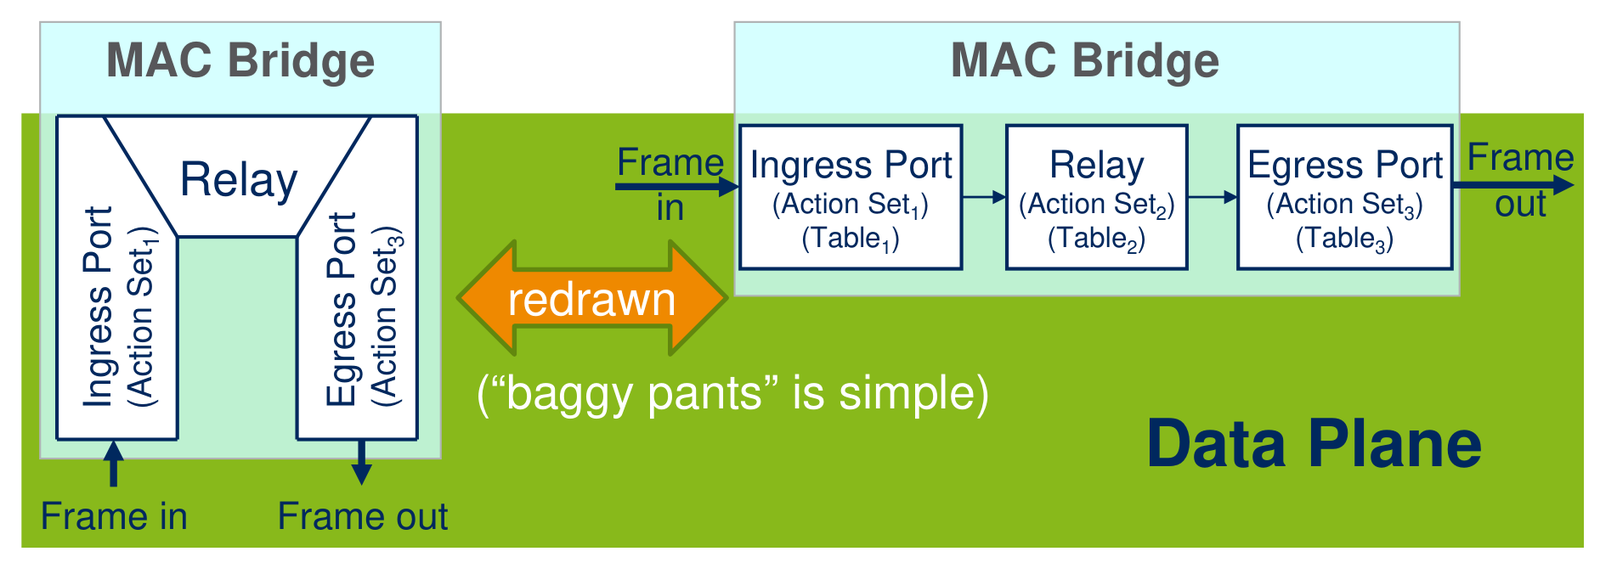 MAC Bridge
Relay
Ingress Port
(Action Set₁)
Egress Port
(Action Set₃)
Frame in
Frame out
redrawn
(“baggy pants” is simple)
MAC Bridge
Frame
in
Ingress Port
(Action Set₁)
(Table₁)
Relay
(Action Set₂)
(Table₂)
Egress Port
(Action Set₃)
(Table₃)
Frame
out
Data Plane